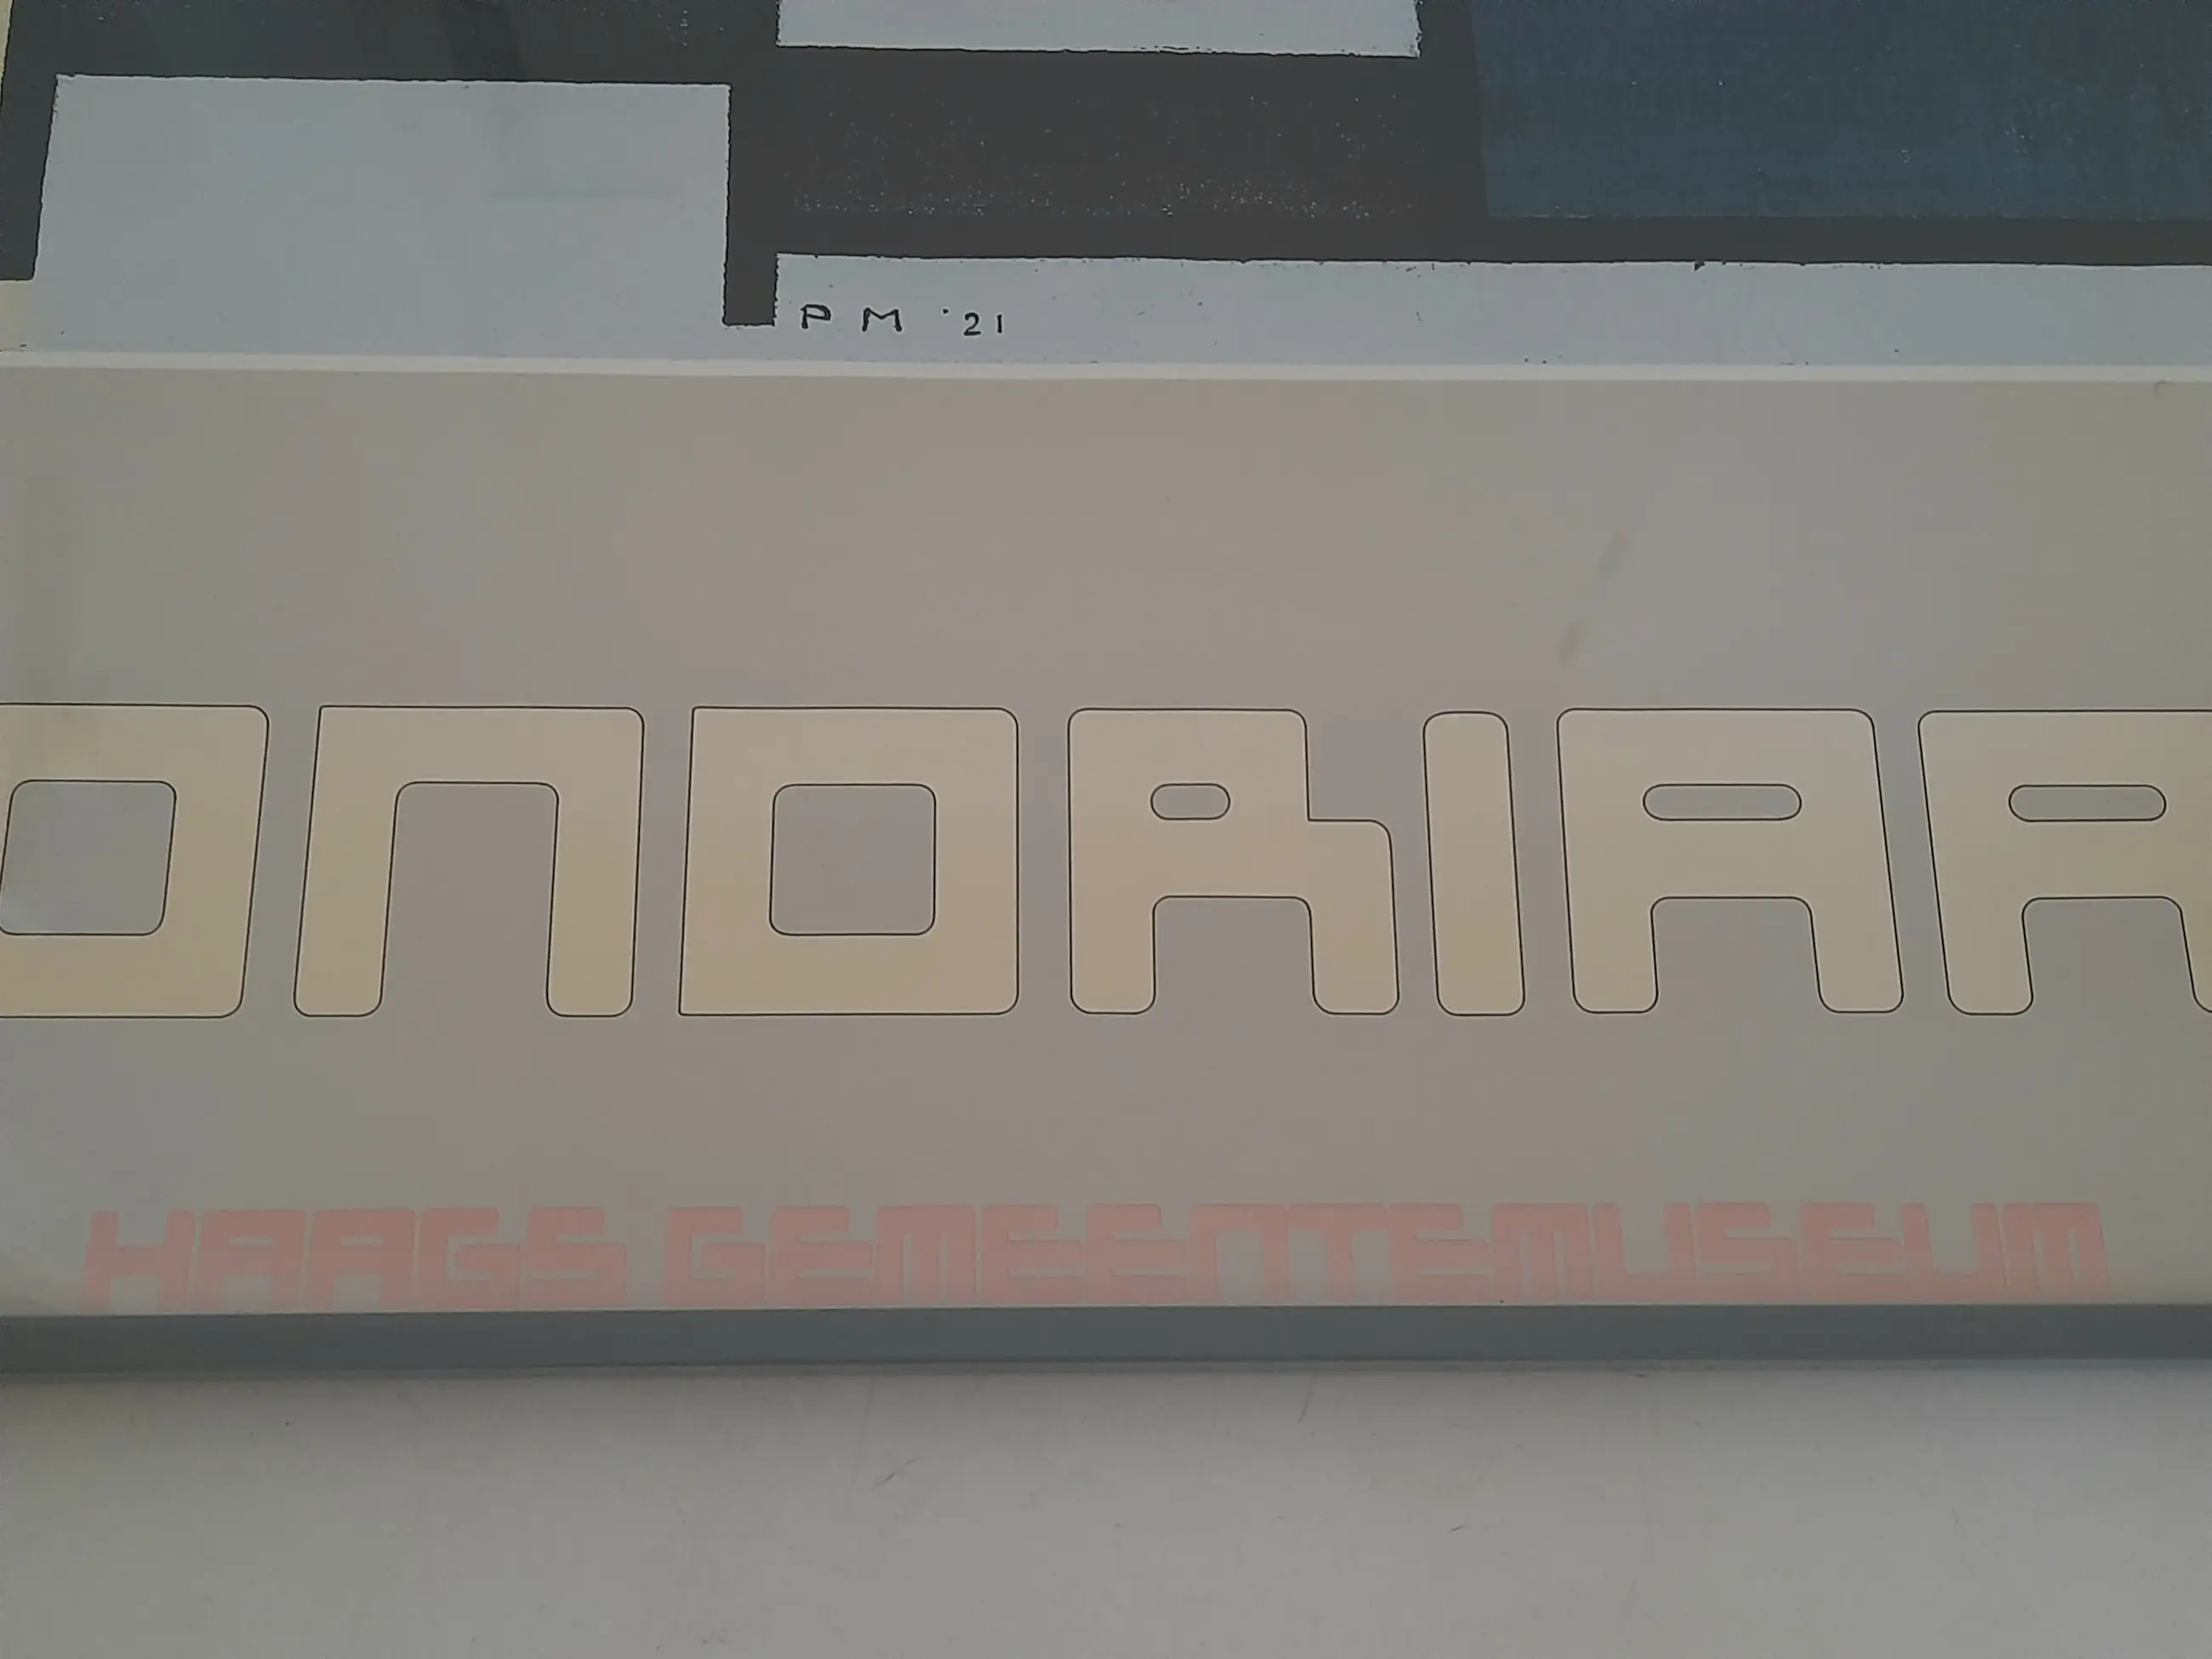 PM '21
ONDRIAA
HAAGS GEMEENTEMUSEUM